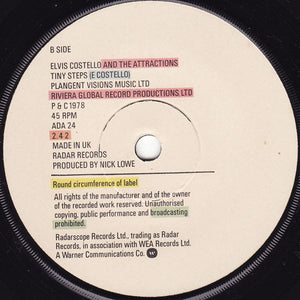 B SIDE
ELVIS COSTELLO AND THE ATTRACTIONS
TINY STEPS (E COSTELLO)
PLANGENT VISIONS MUSIC LTD
RIVIERA GLOBAL RECORD PRODUCTIONS LTD
P & C 1978
45 RPM
ADA 24
2.42
MADE IN UK
RADAR RECORDS
PRODUCED BY NICK LOWE
Round circumference of label
All rights of the manufacturer and of the owner
of the recorded work reserved. Unauthorised
copying, public performance and broadcasting
prohibited.
Radarscope Records Ltd., trading as Radar
Records, in association with WEA Records Ltd.
A Warner Communications Co.